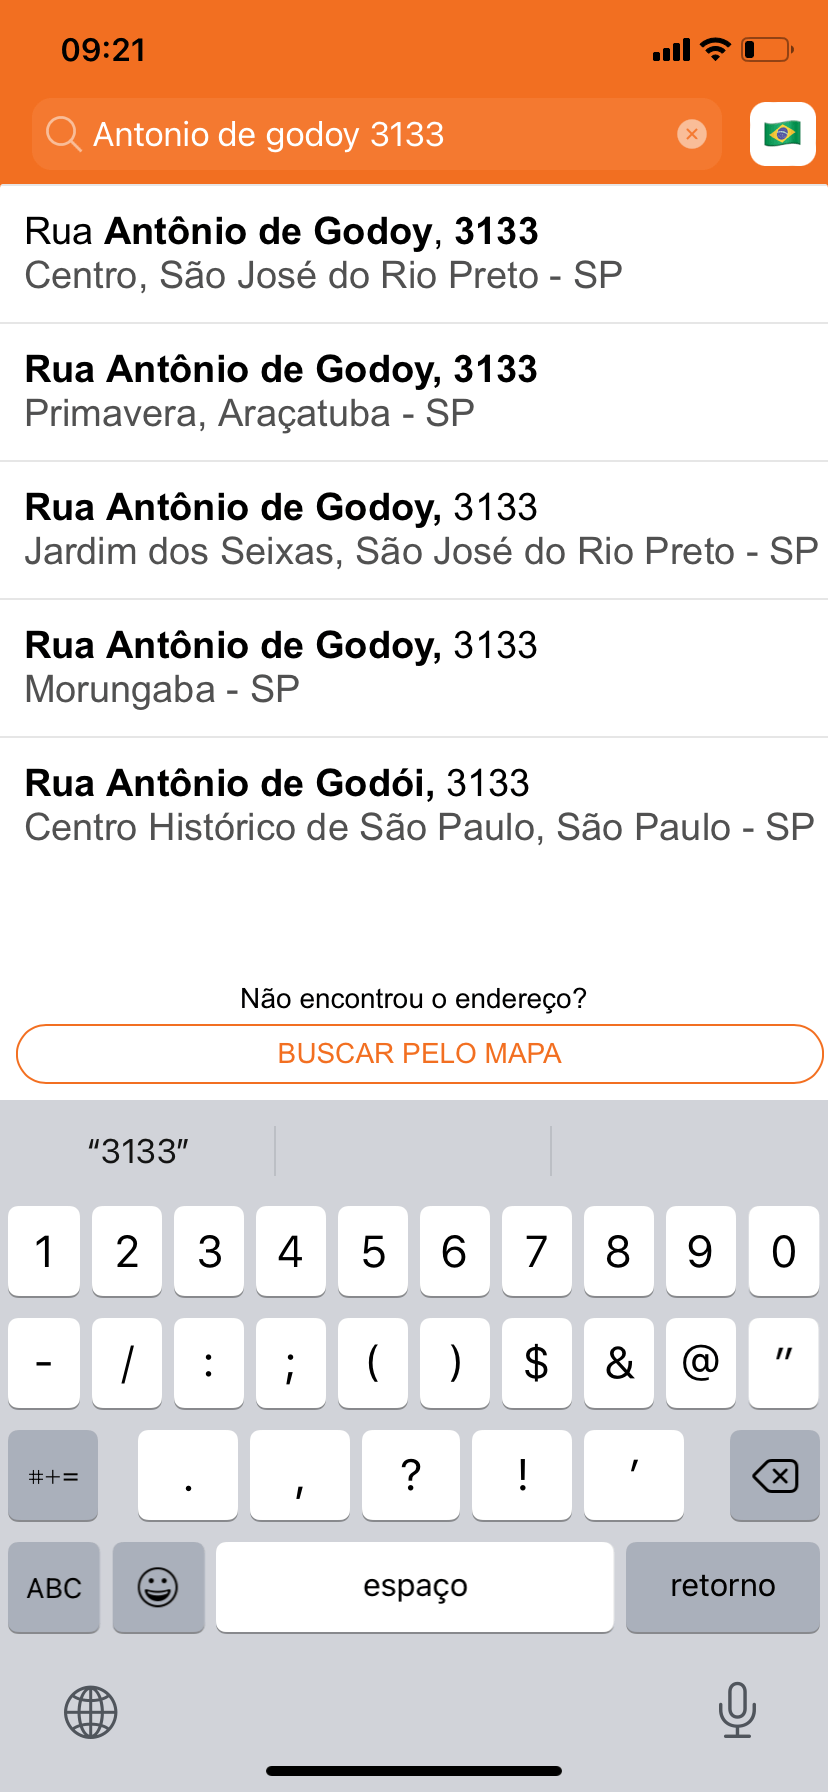 09:21
Antonio de godoy 3133
Rua Antônio de Godoy, 3133
Centro, São José do Rio Preto - SP
Rua Antônio de Godoy, 3133
Primavera, Araçatuba - SP
Rua Antônio de Godoy, 3133
Jardim dos Seixas, São José do Rio Preto - SP
Rua Antônio de Godoy, 3133
Morungaba - SP
Rua Antônio de Godói, 3133
Centro Histórico de São Paulo, São Paulo - SP
Não encontrou o endereço?
BUSCAR PELO MAPA
“3133”
1 2 3 4 5 6 7 8 9 0
- / : ; ( ) $ & @ ”
#+= . , ? ! ’
ABC espaço retorno